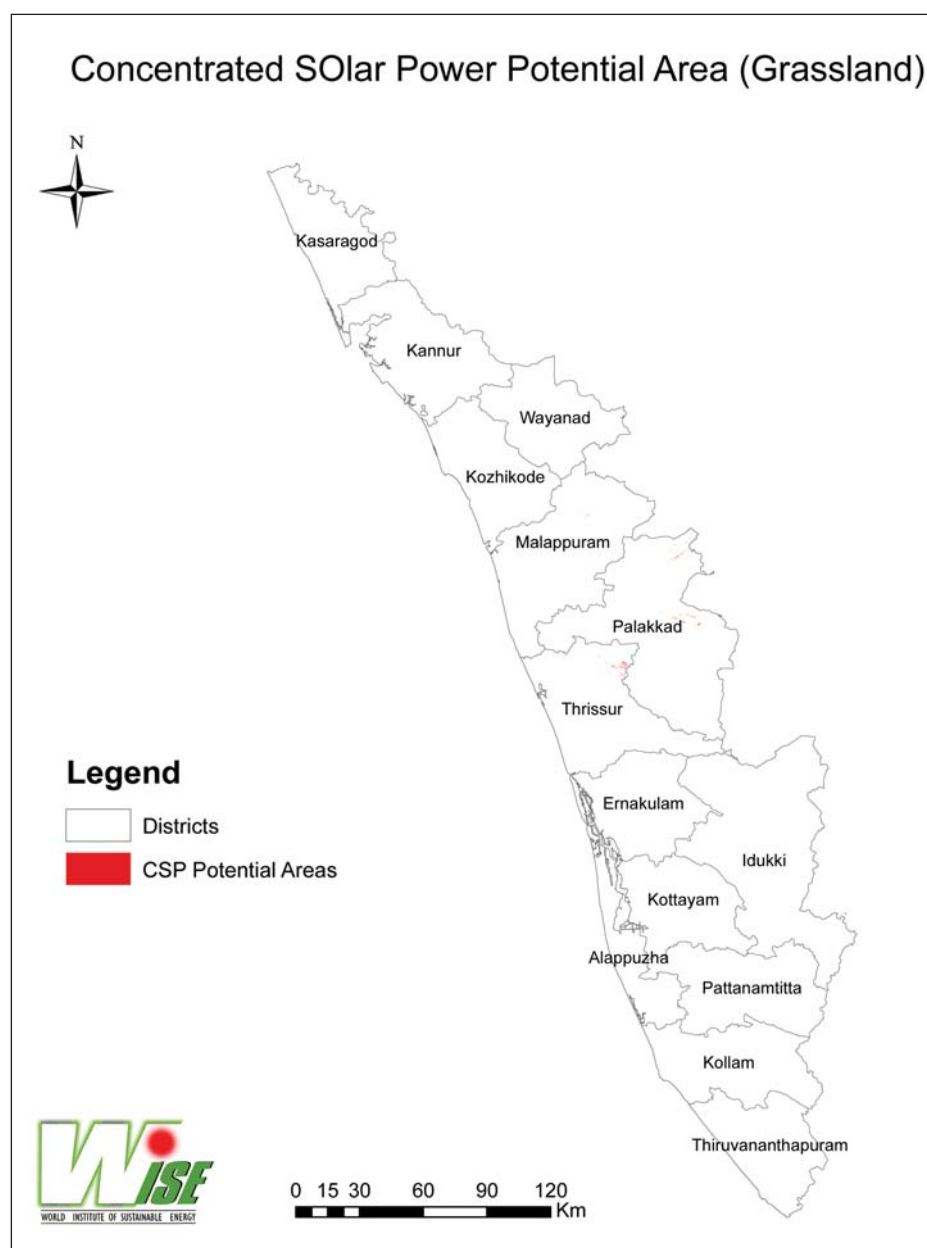 Concentrated SOlar Power Potential Area (Grassland)
N
Kasaragod
Kannur
Wayanad
Kozhikode
Malappuram
Palakkad
Thrissur
Ernakulam
Idukki
Kottayam
Alappuzha
Pattanamtitta
Kollam
Thiruvananthapuram
Legend
Districts
CSP Potential Areas
WISE
WORLD INSTITUTE OF SUSTAINABLE ENERGY
0 15 30 60 90 120
Km